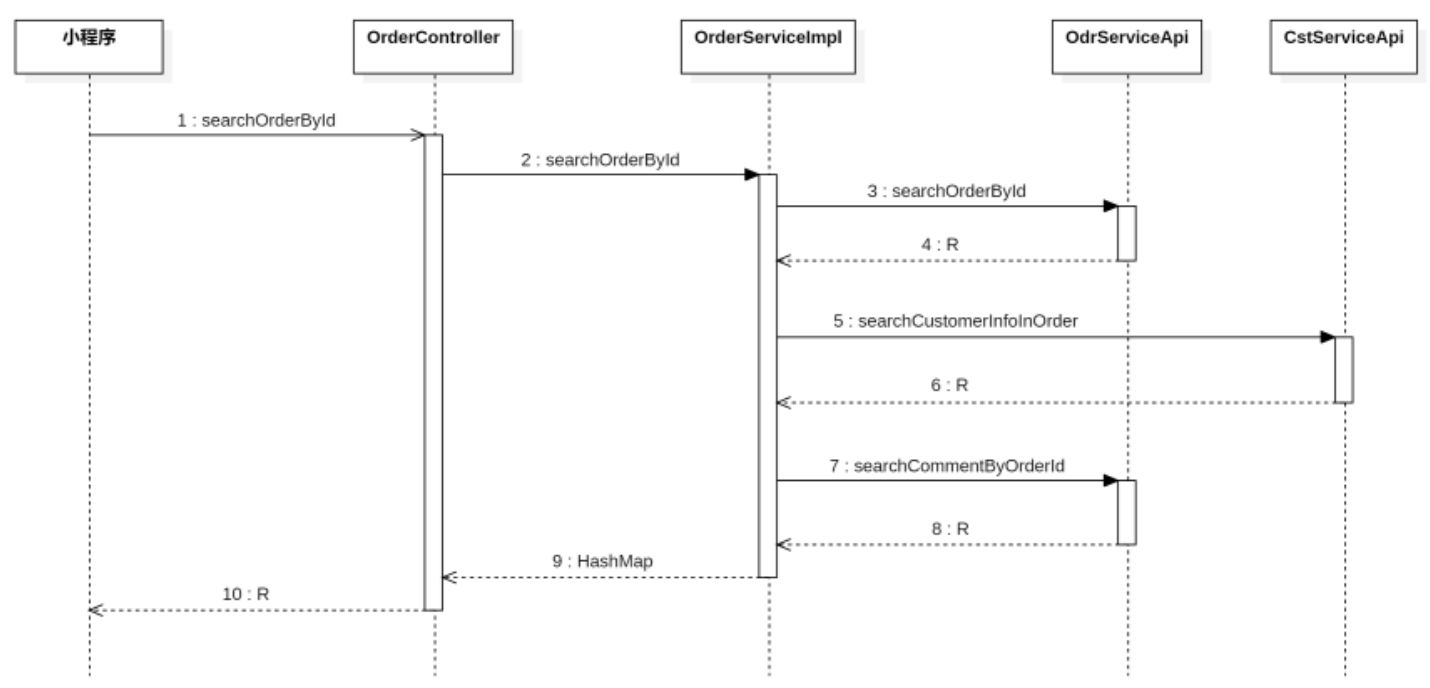 小程序
OrderController
OrderServiceImpl
OdrServiceApi
CstServiceApi
1 : searchOrderById
2 : searchOrderById
3 : searchOrderById
4 : R
5 : searchCustomerInfoInOrder
6 : R
7 : searchCommentByOrderId
8 : R
9 : HashMap
10 : R